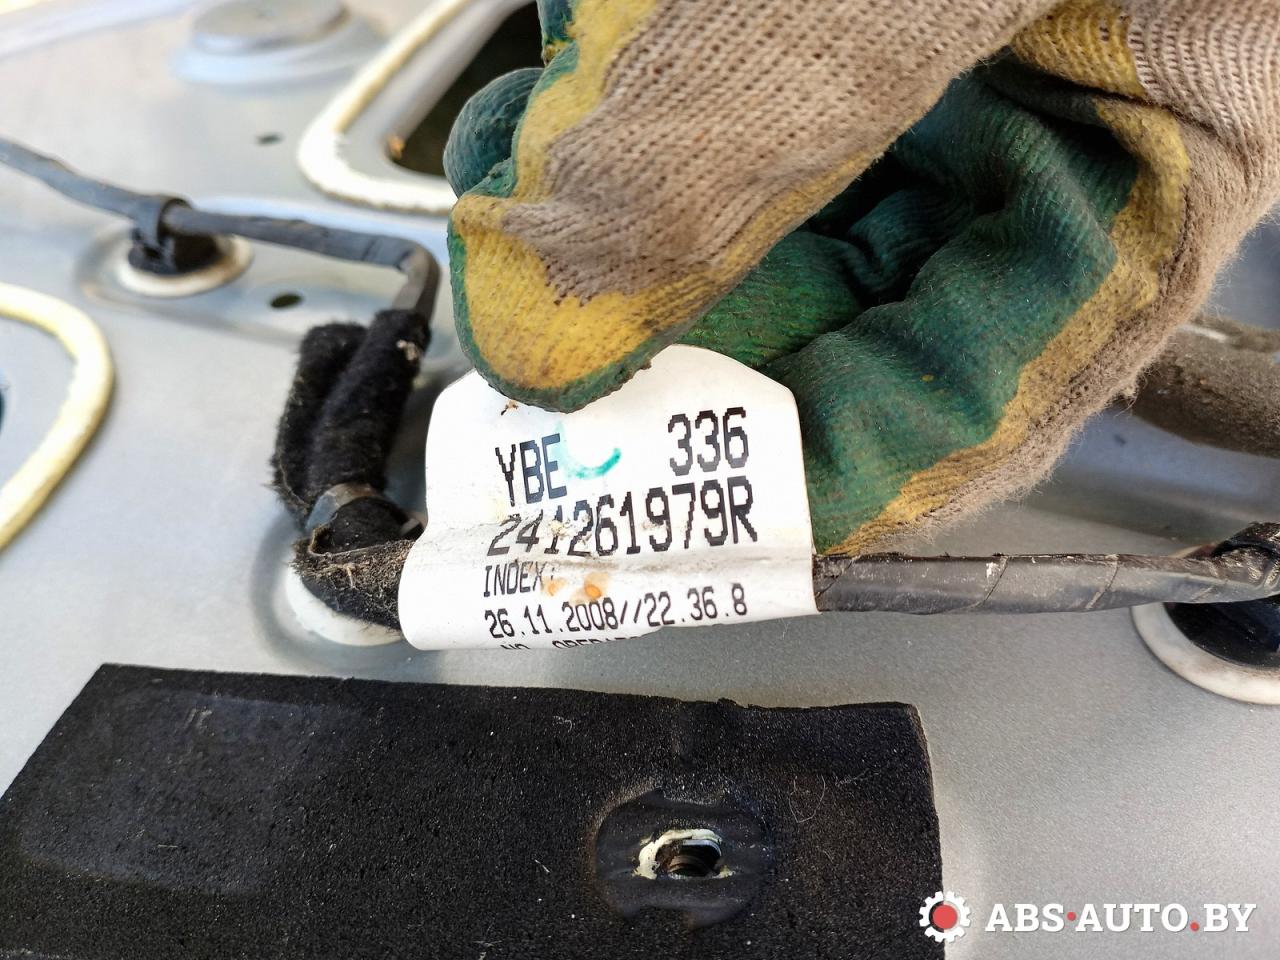 YBE 336
241261979R
INDEX:
26.11.2008//22.36.8
ABS·AUTO.BY